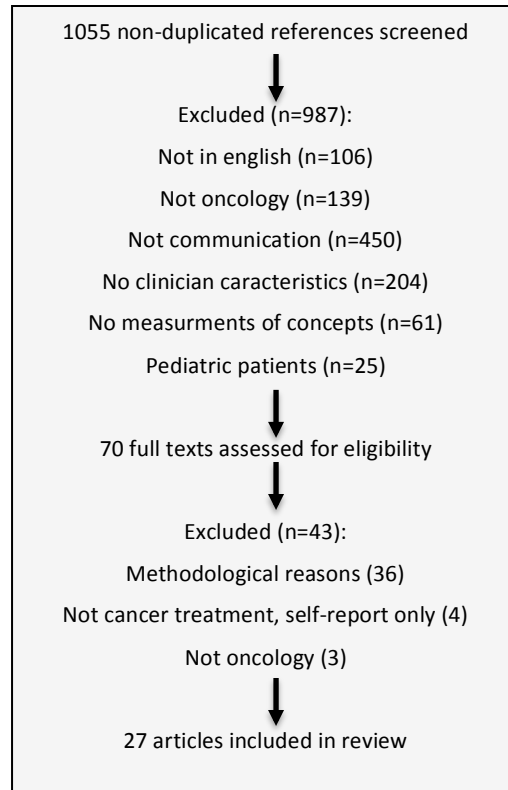 1055 non-duplicated references screened
Excluded (n=987):
Not in english (n=106)
Not oncology (n=139)
Not communication (n=450)
No clinician caracteristics (n=204)
No measurments of concepts (n=61)
Pediatric patients (n=25)
70 full texts assessed for eligibility
Excluded (n=43):
Methodological reasons (36)
Not cancer treatment, self-report only (4)
Not oncology (3)
27 articles included in review